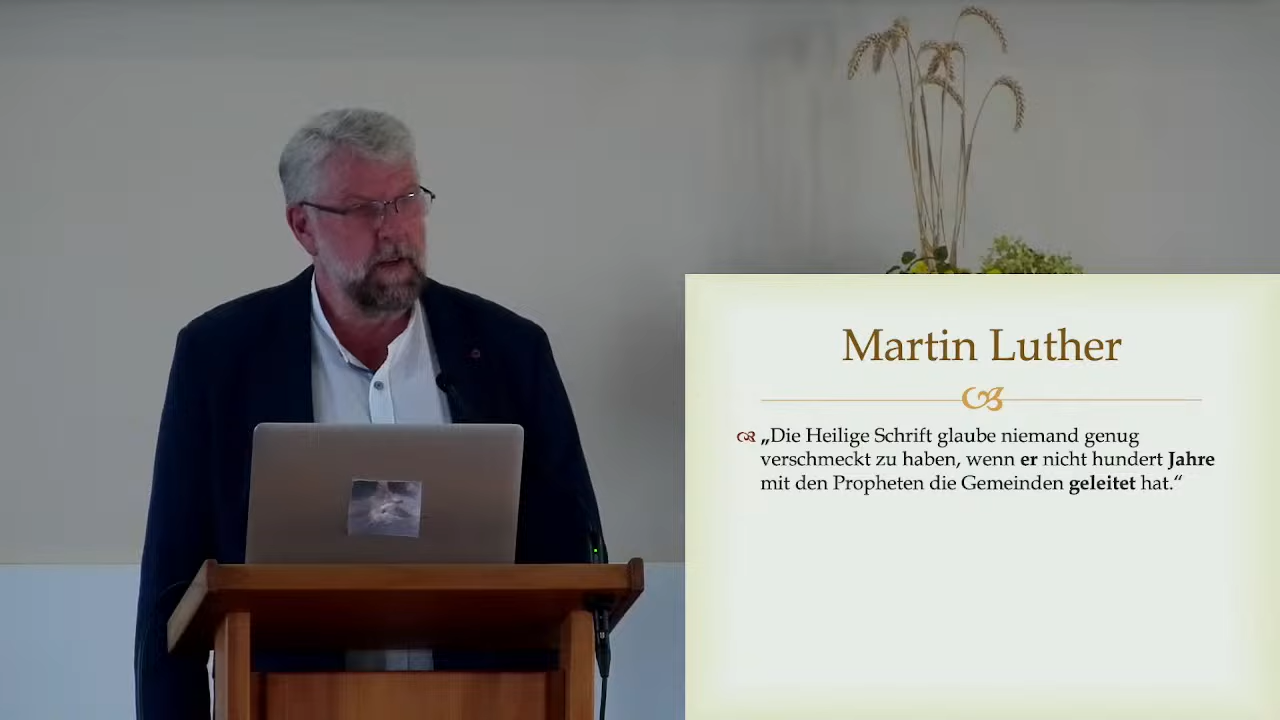 Martin Luther
„Die Heilige Schrift glaube niemand genug
verschmeckt zu haben, wenn er nicht hundert Jahre
mit den Propheten die Gemeinden geleitet hat.“